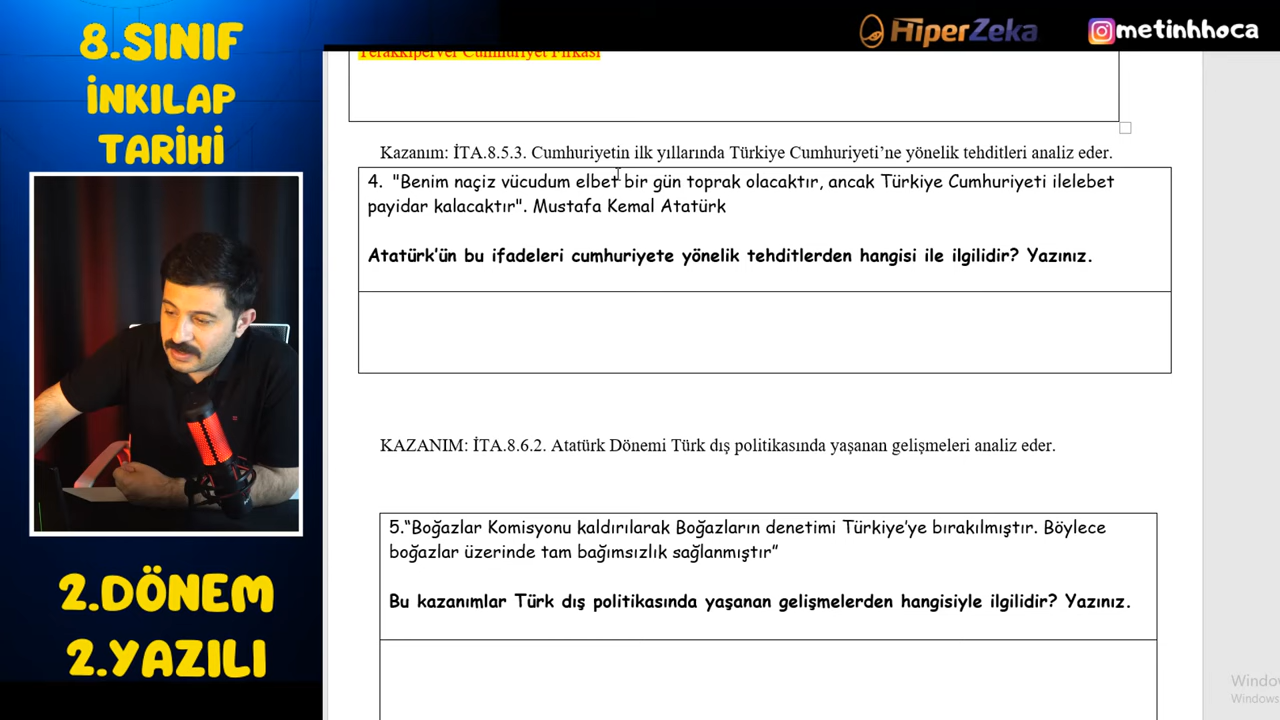 8.SINIF
İNKILAP
TARİHİ
HiperZeka
metinhhoca
Terakkiperver Cumhuriyet Fırkası
Kazanım: İTA.8.5.3. Cumhuriyetin ilk yıllarında Türkiye Cumhuriyeti’ne yönelik tehditleri analiz eder.
4. "Benim naçiz vücudum elbet bir gün toprak olacaktır, ancak Türkiye Cumhuriyeti ilelebet
payidar kalacaktır". Mustafa Kemal Atatürk
Atatürk’ün bu ifadeleri cumhuriyete yönelik tehditlerden hangisi ile ilgilidir? Yazınız.
KAZANIM: İTA.8.6.2. Atatürk Dönemi Türk dış politikasında yaşanan gelişmeleri analiz eder.
5.“Boğazlar Komisyonu kaldırılarak Boğazların denetimi Türkiye’ye bırakılmıştır. Böylece
boğazlar üzerinde tam bağımsızlık sağlanmıştır”
Bu kazanımlar Türk dış politikasında yaşanan gelişmelerden hangisiyle ilgilidir? Yazınız.
2.DÖNEM
2.YAZILI